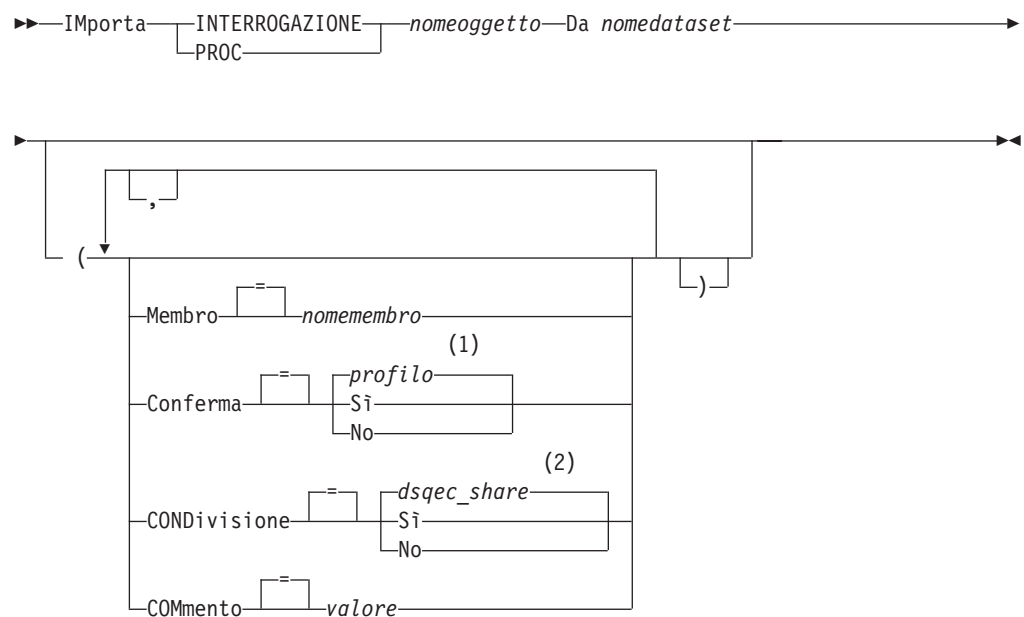 IMporta INTERROGAZIONE nomeoggetto Da nomedataset
PROC
,
( )
=
Membro nomemembro
(1)
= profilo
Conferma Sì
No
(2)
= dsqec_share
CONDivisione Sì
No
=
COMmento valore